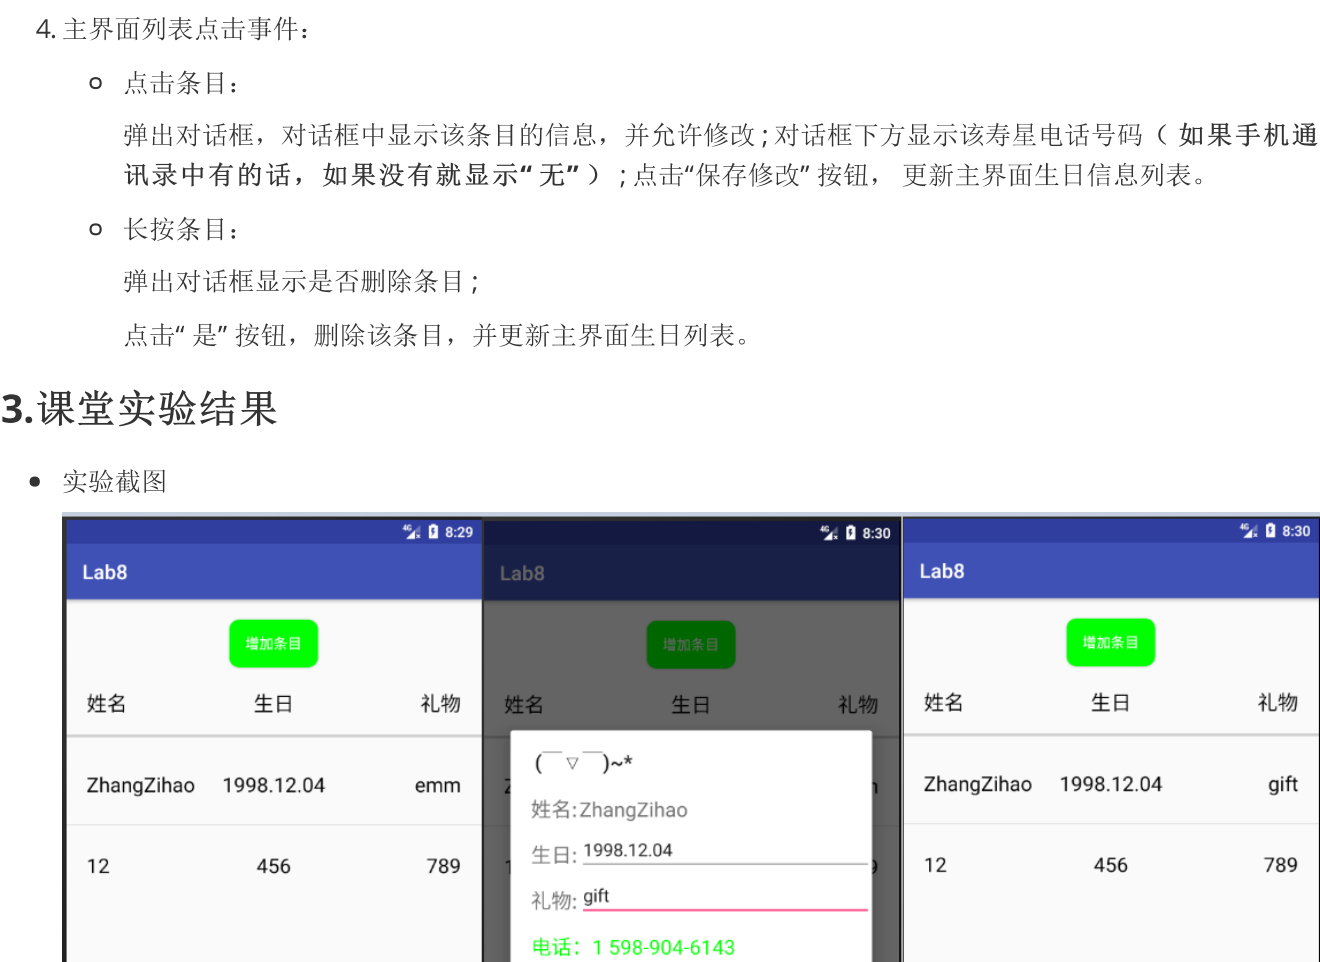 4. 主界面列表点击事件：
点击条目：
弹出对话框，对话框中显示该条目的信息，并允许修改；对话框下方显示该寿星电话号码（ 如果手机通
讯录中有的话，如果没有就显示“ 无” ）；点击“保存修改” 按钮， 更新主界面生日信息列表。
长按条目：
弹出对话框显示是否删除条目；
点击“ 是” 按钮，删除该条目，并更新主界面生日列表。
3.课堂实验结果
实验截图
4G 8:29
Lab8
增加条目
姓名 生日 礼物
ZhangZihao 1998.12.04 emm
12 456 789
4G 8:30
Lab8
增加条目
姓名 生日 礼物
(￣▽￣)~*
姓名:ZhangZihao
生日: 1998.12.04
礼物: gift
电话：1 598-904-6143
4G 8:30
Lab8
增加条目
姓名 生日 礼物
ZhangZihao 1998.12.04 gift
12 456 789